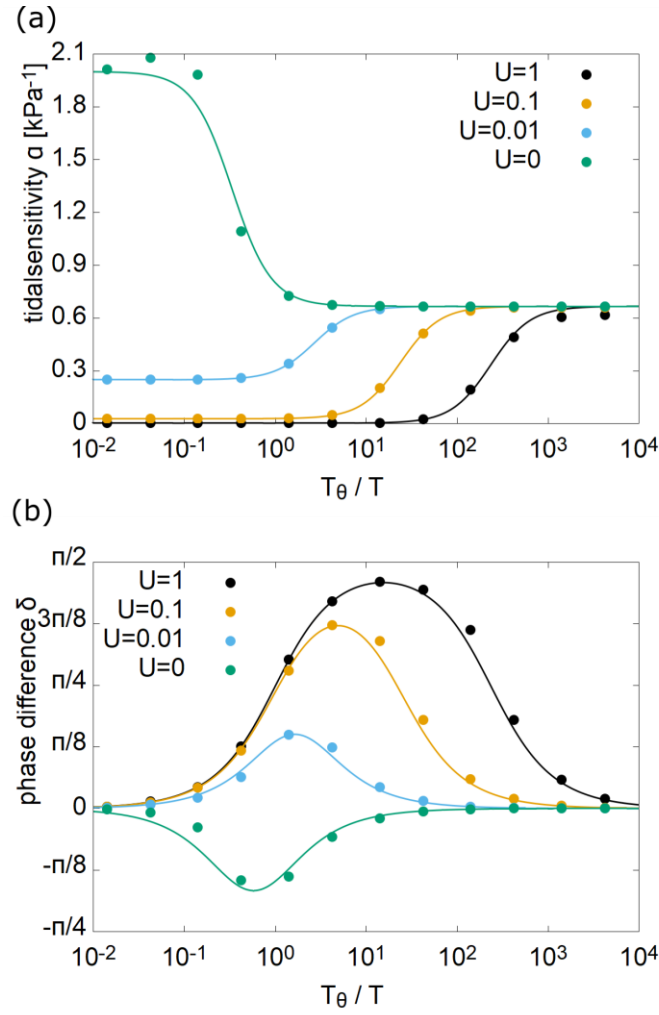 (a)
tidalsensitivity α [kPa⁻¹]
2.1
1.8
1.5
1.2
0.9
0.6
0.3
0
U=1
U=0.1
U=0.01
U=0
10⁻² 10⁻¹ 10⁰ 10¹ 10² 10³ 10⁴
T_θ / T
(b)
phase difference δ
π/2
3π/8
π/4
π/8
0
-π/8
-π/4
U=1
U=0.1
U=0.01
U=0
10⁻² 10⁻¹ 10⁰ 10¹ 10² 10³ 10⁴
T_θ / T